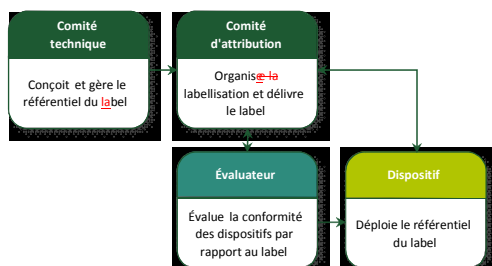 Comité
technique
Conçoit et gère le
référentiel du label
Comité
d'attribution
Organise la
labellisation et délivre
le label
Évaluateur
Évalue la conformité
des dispositifs par
rapport au label
Dispositif
Déploie le référentiel
du label